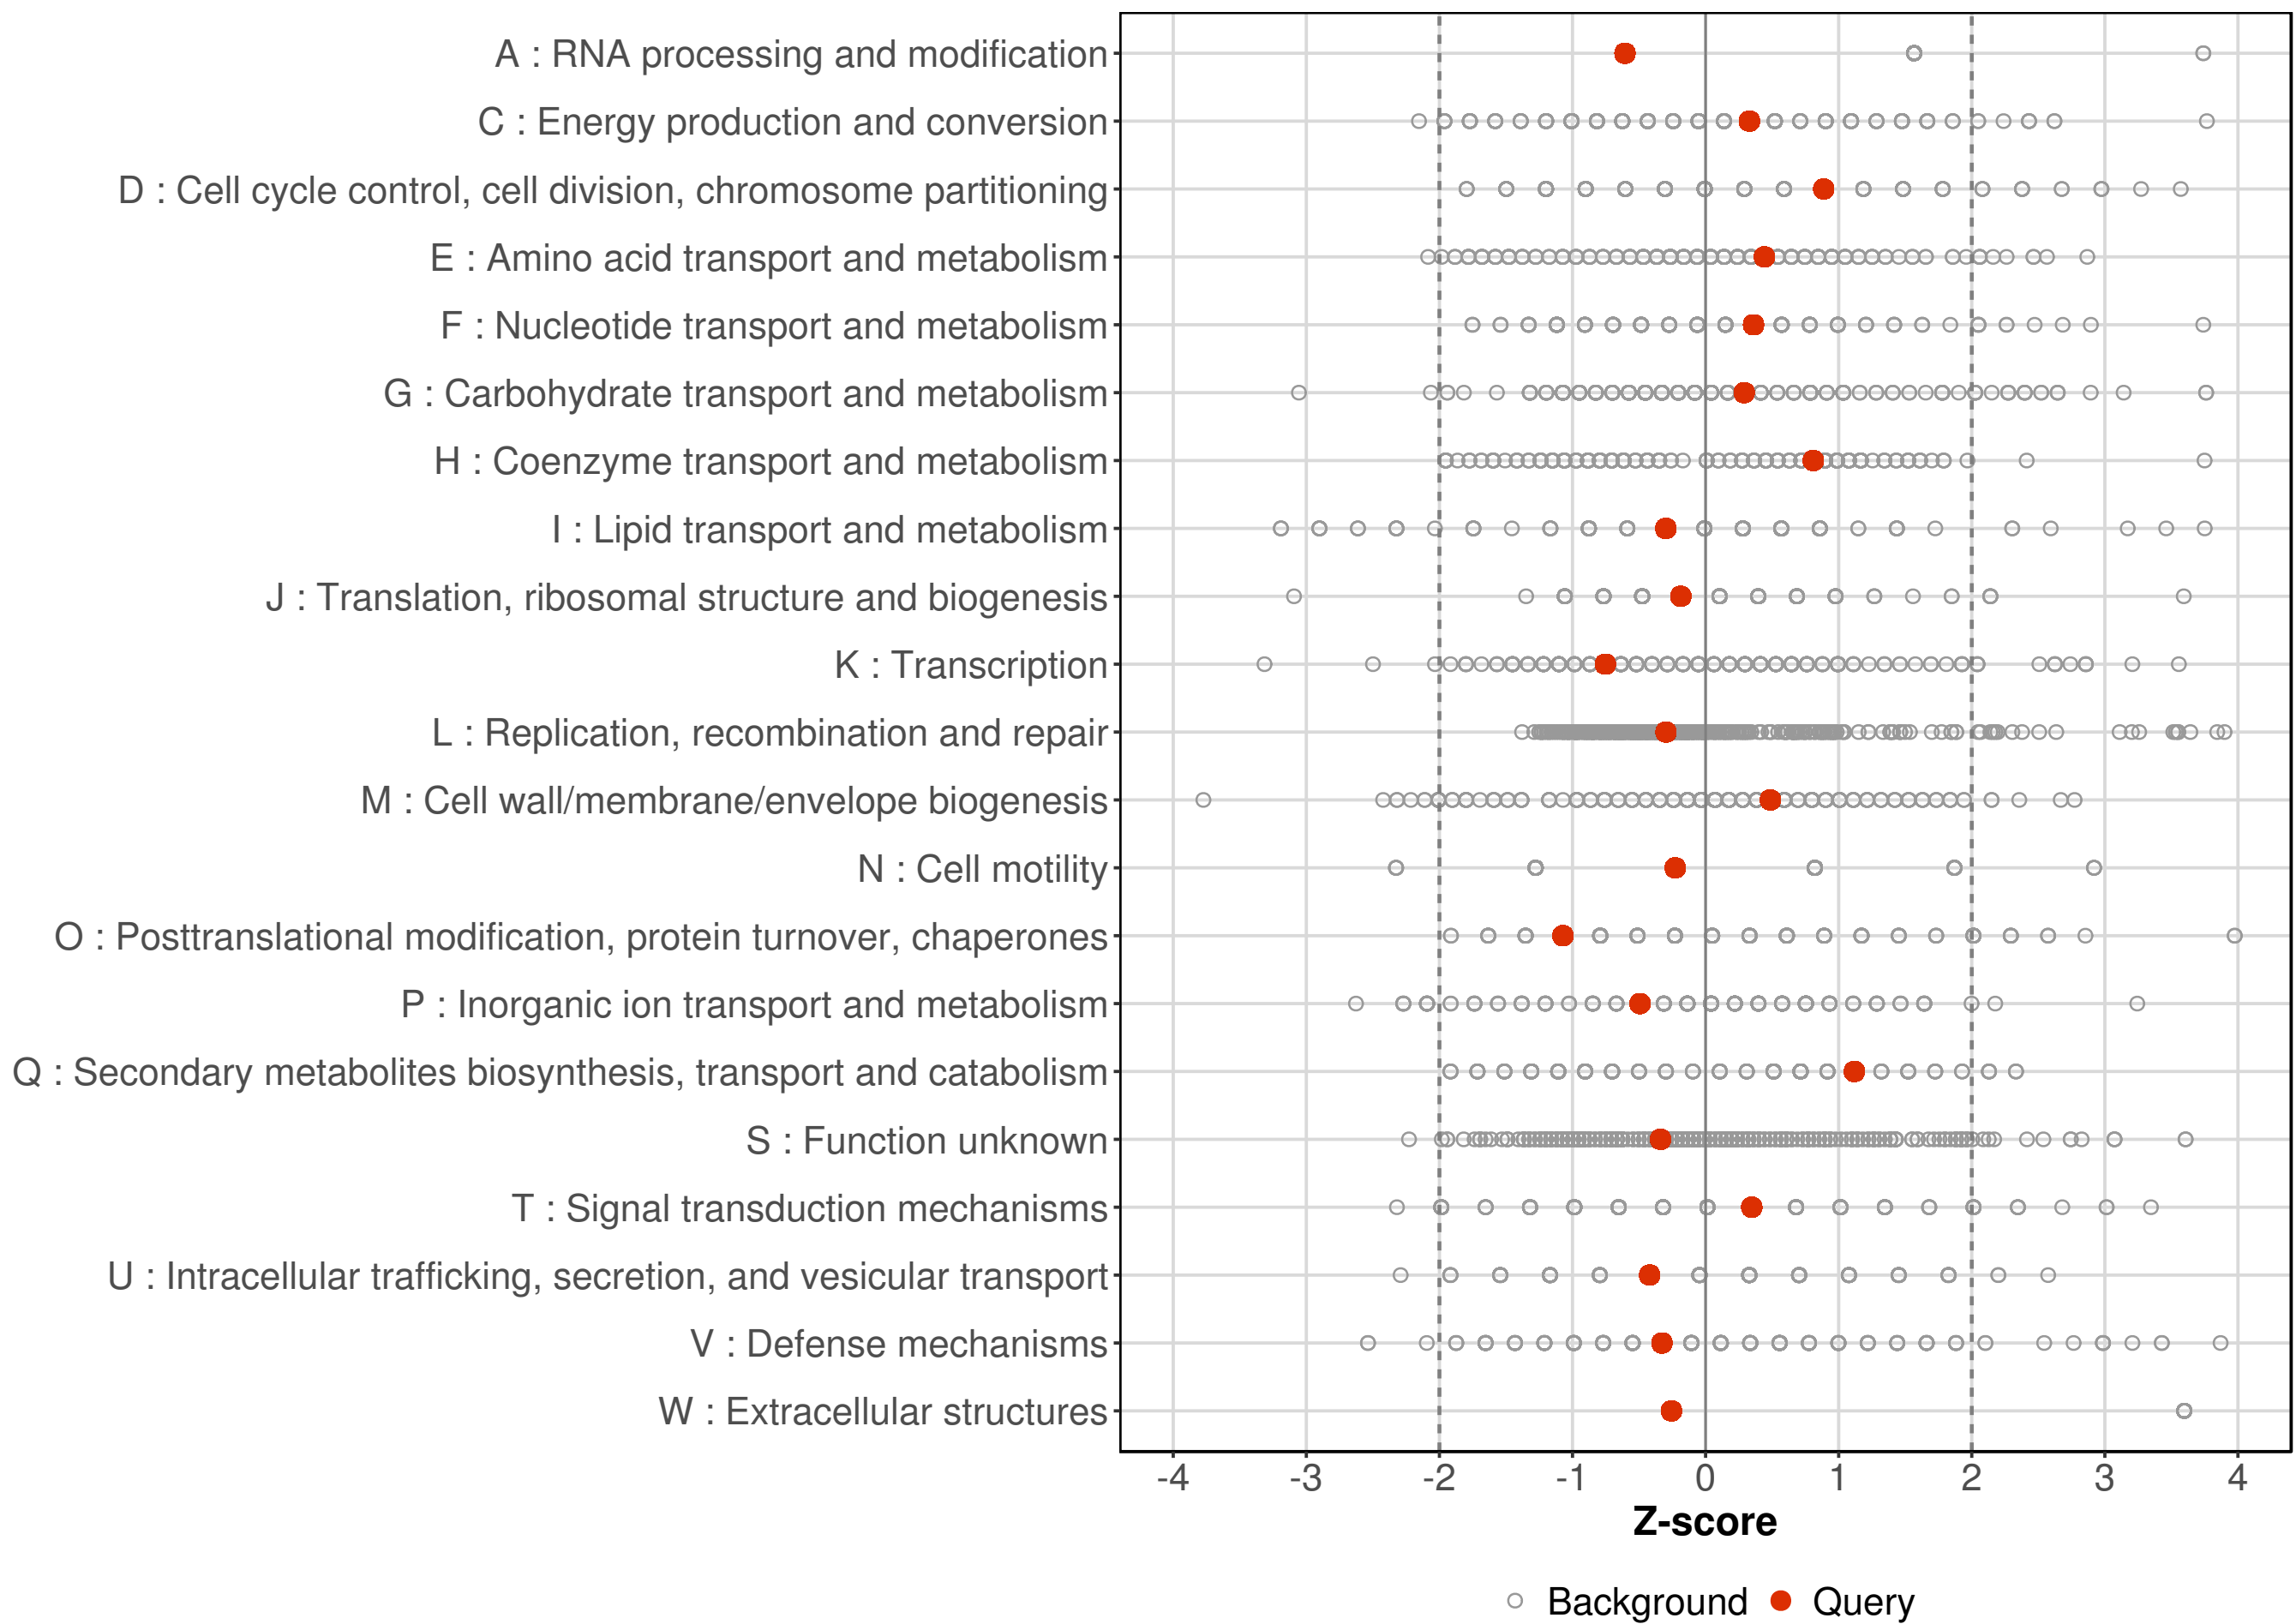 A : RNA processing and modification
C : Energy production and conversion
D : Cell cycle control, cell division, chromosome partitioning
E : Amino acid transport and metabolism
F : Nucleotide transport and metabolism
G : Carbohydrate transport and metabolism
H : Coenzyme transport and metabolism
I : Lipid transport and metabolism
J : Translation, ribosomal structure and biogenesis
K : Transcription
L : Replication, recombination and repair
M : Cell wall/membrane/envelope biogenesis
N : Cell motility
O : Posttranslational modification, protein turnover, chaperones
P : Inorganic ion transport and metabolism
Q : Secondary metabolites biosynthesis, transport and catabolism
S : Function unknown
T : Signal transduction mechanisms
U : Intracellular trafficking, secretion, and vesicular transport
V : Defense mechanisms
W : Extracellular structures
-4 -3 -2 -1 0 1 2 3 4
Z-score
Background Query